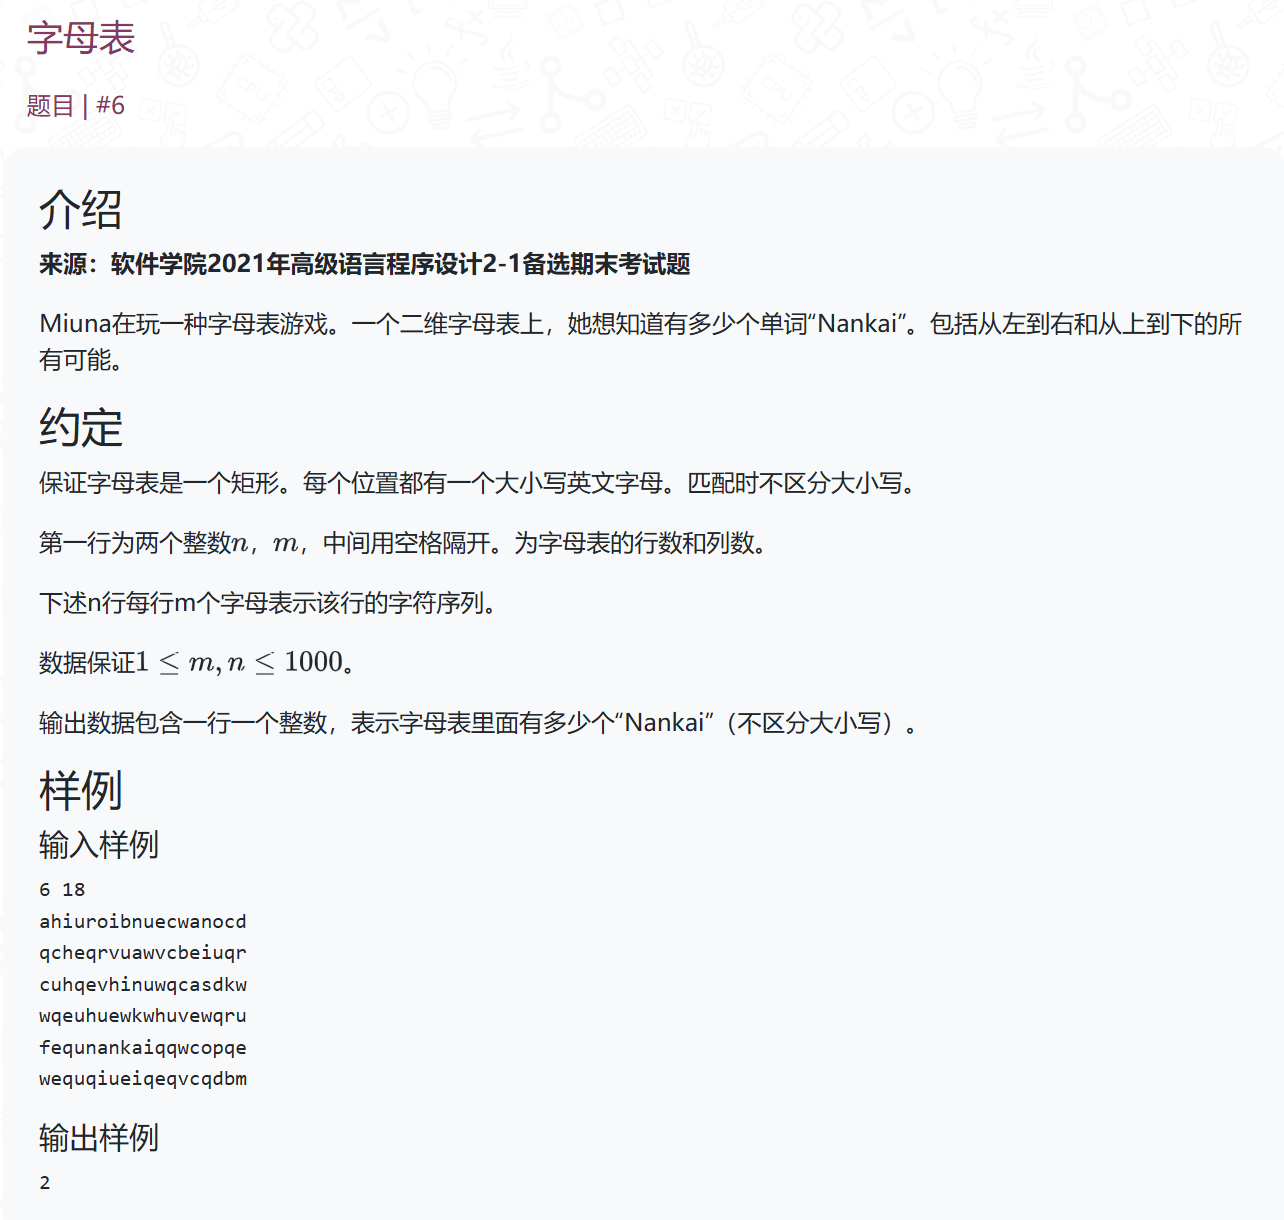 字母表
题目 | #6
介绍
来源：软件学院2021年高级语言程序设计2-1备选期末考试题
Miuna在玩一种字母表游戏。一个二维字母表上，她想知道有多少个单词“Nankai”。包括从左到右和从上到下的所
有可能。
约定
保证字母表是一个矩形。每个位置都有一个大小写英文字母。匹配时不区分大小写。
第一行为两个整数n，m，中间用空格隔开。为字母表的行数和列数。
下述n行每行m个字母表示该行的字符序列。
数据保证1 ≤ m, n ≤ 1000。
输出数据包含一行一个整数，表示字母表里面有多少个“Nankai”（不区分大小写）。
样例
输入样例
6 18
ahiuroibnuecwanocd
qcheqrvuawvcbeiuqr
cuhqevhinuwqcasdkw
wqeuhuewkwhuvewqru
fequnankaiqqwcopqe
wequqiueiqeqvcqdbm
输出样例
2